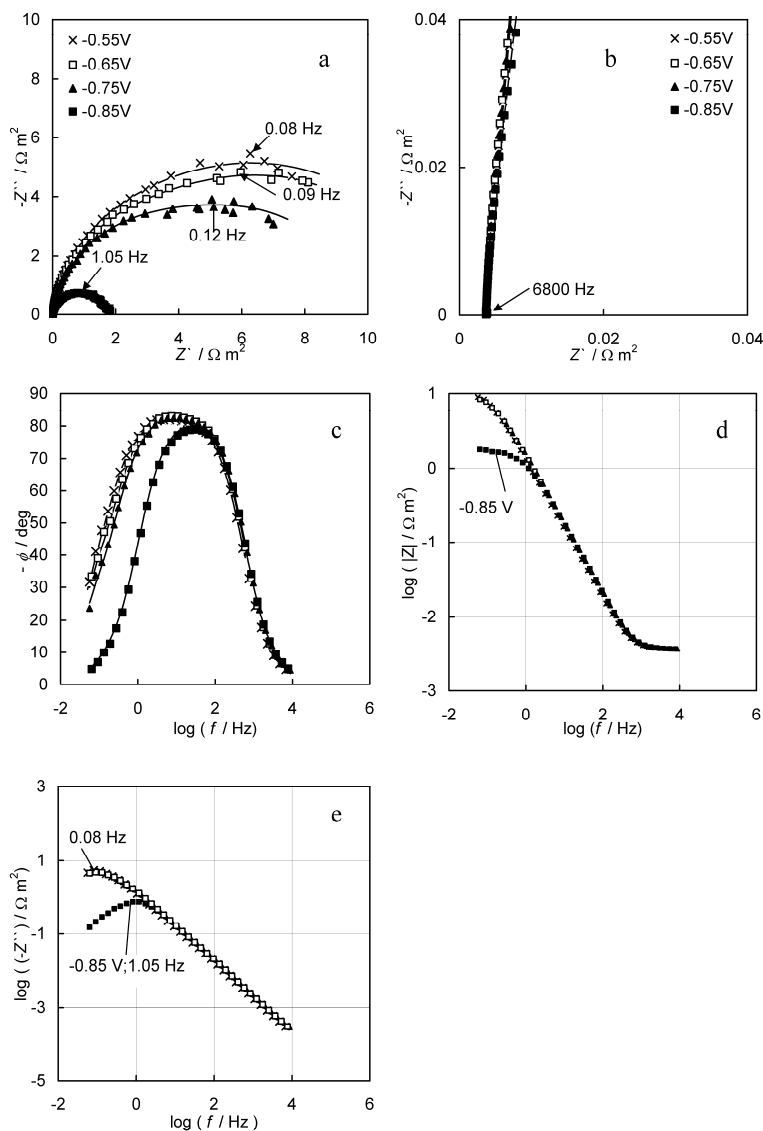 a
× -0.55V
□ -0.65V
▲ -0.75V
■ -0.85V
10
8
6
4
2
0
-Z`` / Ω m²
0.08 Hz
0.09 Hz
0.12 Hz
1.05 Hz
0 2 4 6 8 10
Z` / Ω m²
b
× -0.55V
□ -0.65V
▲ -0.75V
■ -0.85V
0.04
0.02
0
-Z`` / Ω m²
6800 Hz
0 0.02 0.04
Z` / Ω m²
c
90
80
70
60
50
40
30
20
10
0
- ϕ / deg
-2 0 2 4 6
log ( f / Hz)
d
1
0
-1
-2
-3
log ( |Z| / Ω m²)
-0.85 V
-2 0 2 4 6
log (f / Hz)
e
3
1
-1
-3
-5
log ( (-Z``) / Ω m²)
0.08 Hz
-0.85 V;1.05 Hz
-2 0 2 4 6
log ( f / Hz )